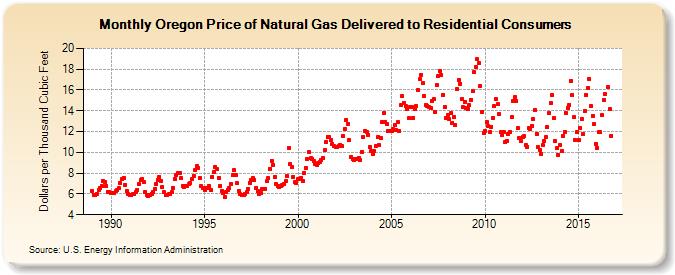 Monthly Oregon Price of Natural Gas Delivered to Residential Consumers
Dollars per Thousand Cubic Feet
20
18
16
14
12
10
8
6
4
1990 1995 2000 2005 2010 2015
Source: U.S. Energy Information Administration